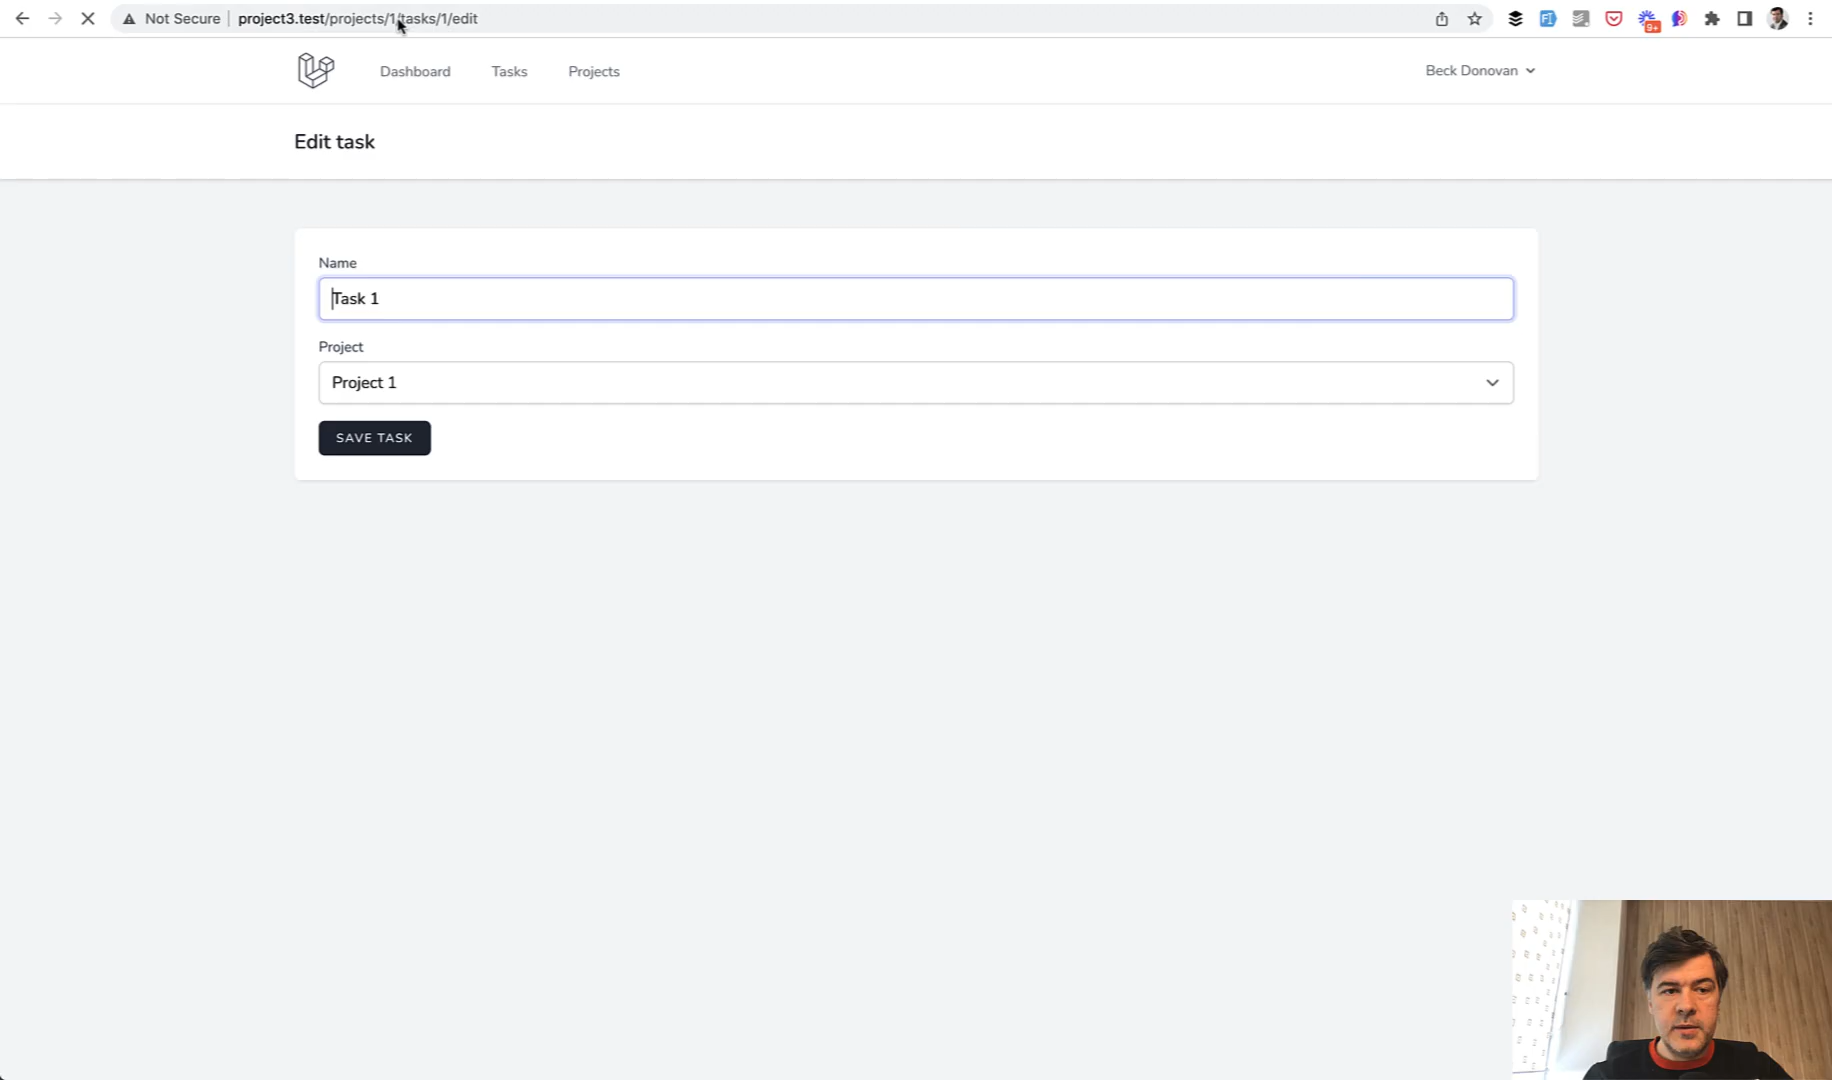 Not Secure
project3.test/projects/1/tasks/1/edit
9+
Dashboard
Tasks
Projects
Beck Donovan
Edit task
Name
Task 1
Project
Project 1
SAVE TASK